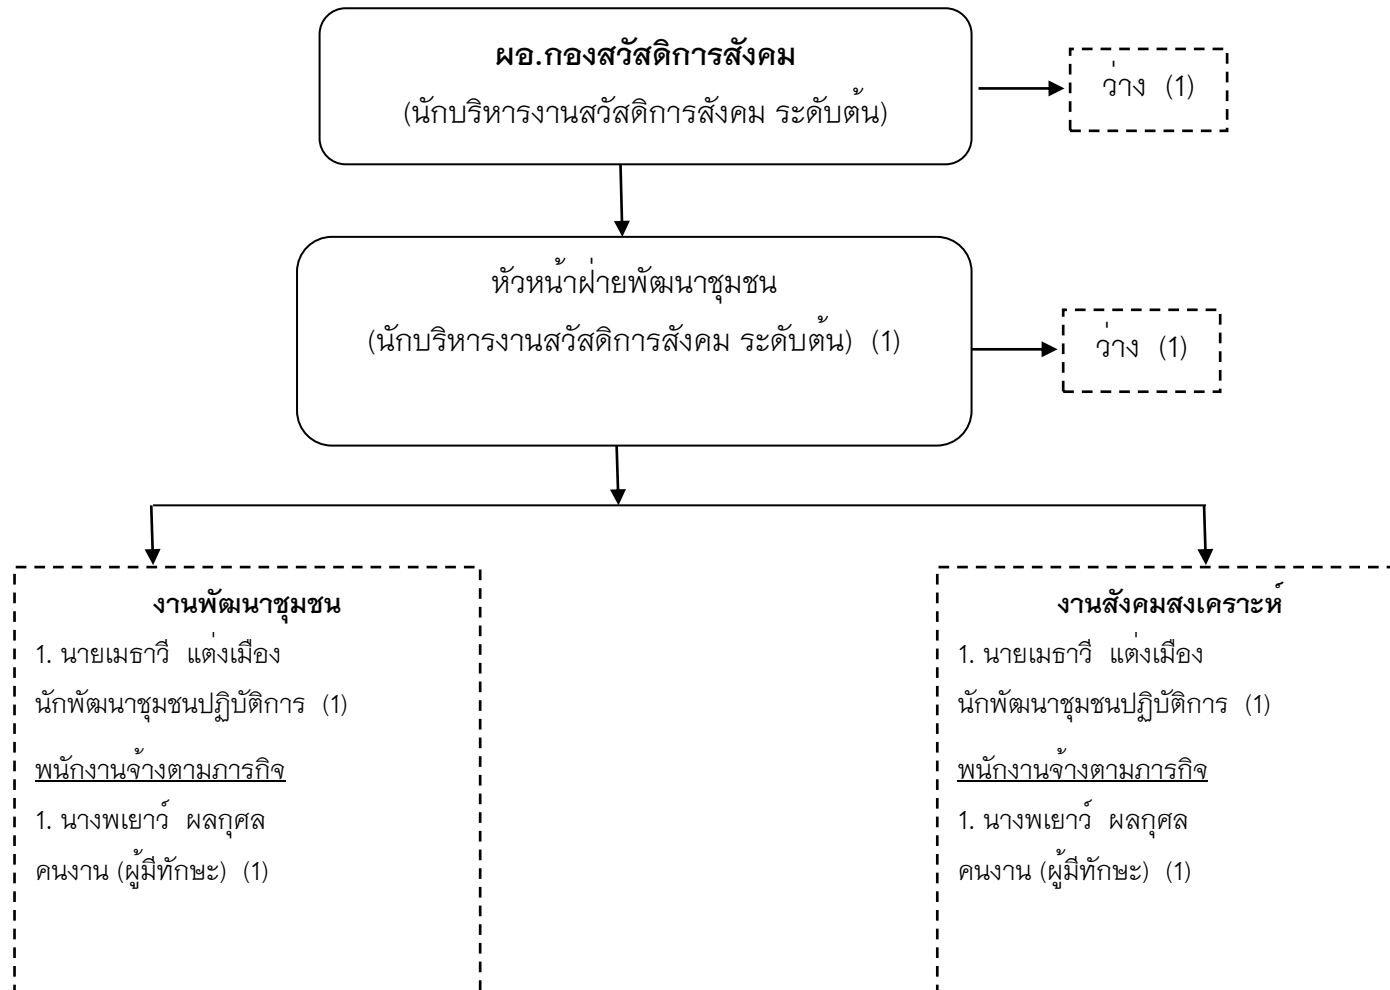 ผอ.กองสวัสดิการสังคม
(นักบริหารงานสวัสดิการสังคม ระดับต้น)
ว่าง (1)
หัวหน้าฝ่ายพัฒนาชุมชน
(นักบริหารงานสวัสดิการสังคม ระดับต้น) (1)
ว่าง (1)
งานพัฒนาชุมชน
1. นายเมธาวี แต่งเมือง
นักพัฒนาชุมชนปฏิบัติการ (1)
พนักงานจ้างตามภารกิจ
1. นางพเยาว์ ผลกุศล
คนงาน (ผู้มีทักษะ) (1)
งานสังคมสงเคราะห์
1. นายเมธาวี แต่งเมือง
นักพัฒนาชุมชนปฏิบัติการ (1)
พนักงานจ้างตามภารกิจ
1. นางพเยาว์ ผลกุศล
คนงาน (ผู้มีทักษะ) (1)